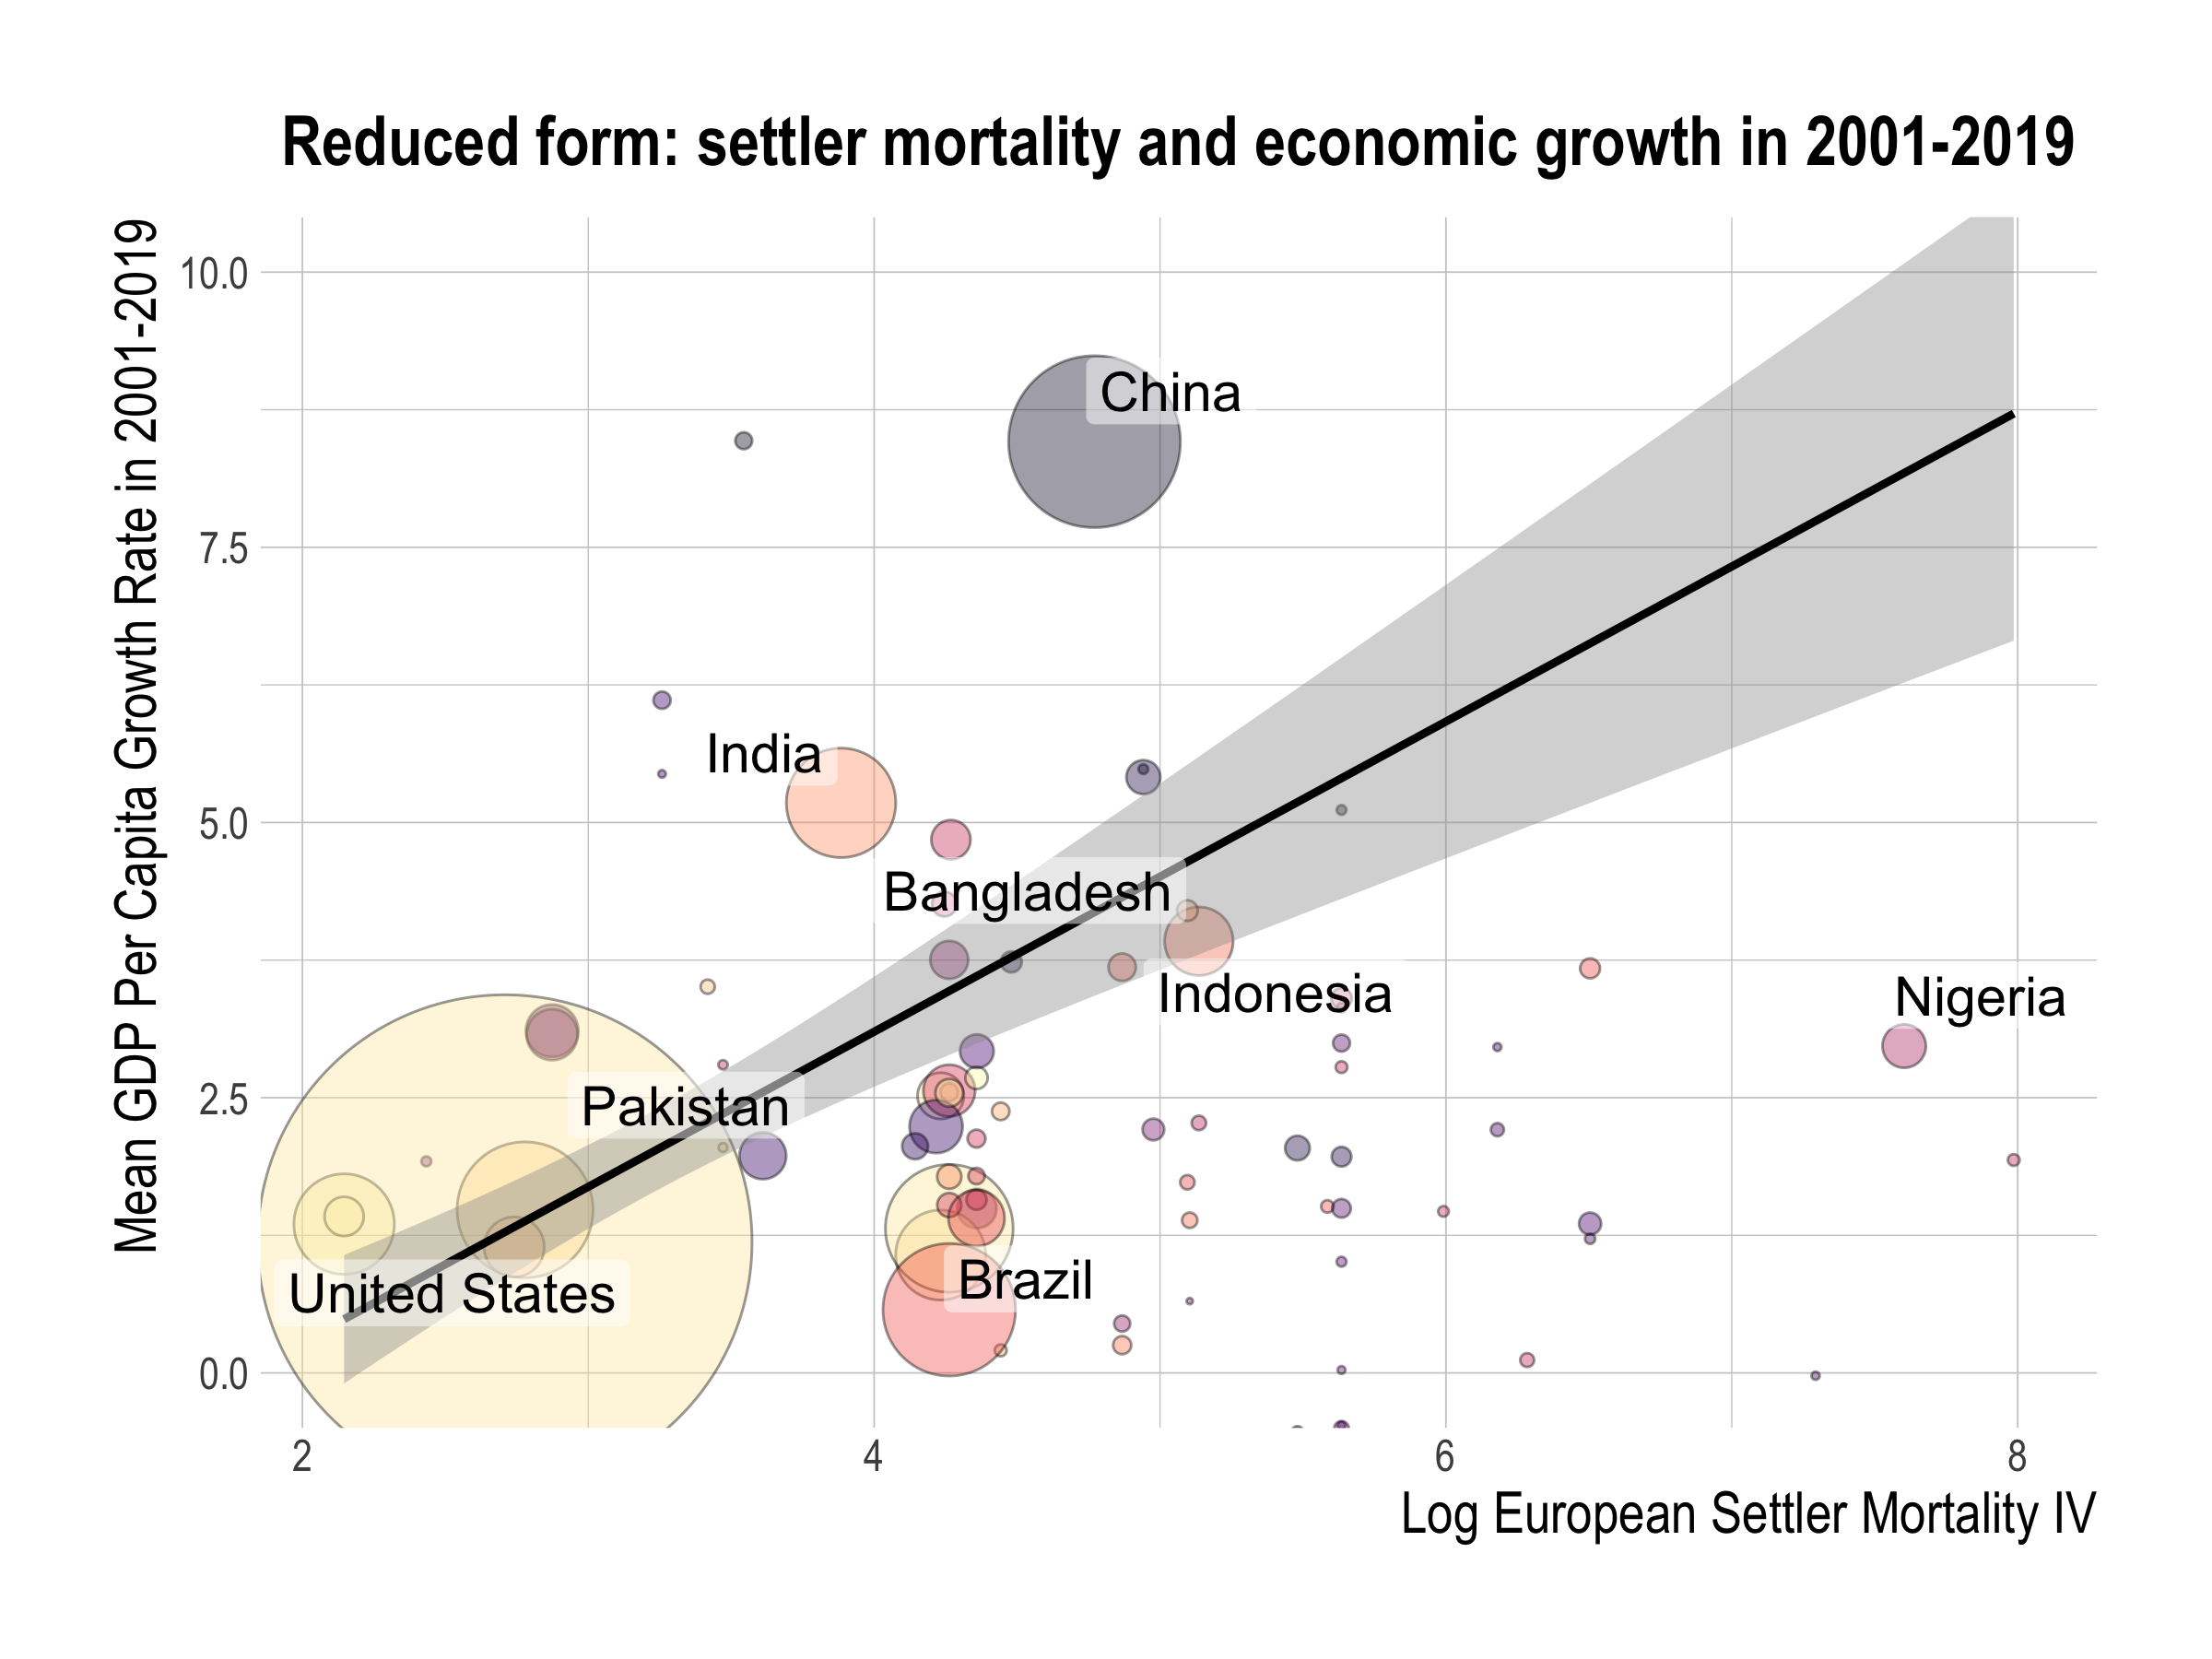 Reduced form: settler mortality and economic growth in 2001-2019
Mean GDP Per Capita Growth Rate in 2001-2019
10.0
7.5
5.0
2.5
0.0
China
India
Bangladesh
Indonesia
Nigeria
Pakistan
United States
Brazil
2
4
6
8
Log European Settler Mortality IV